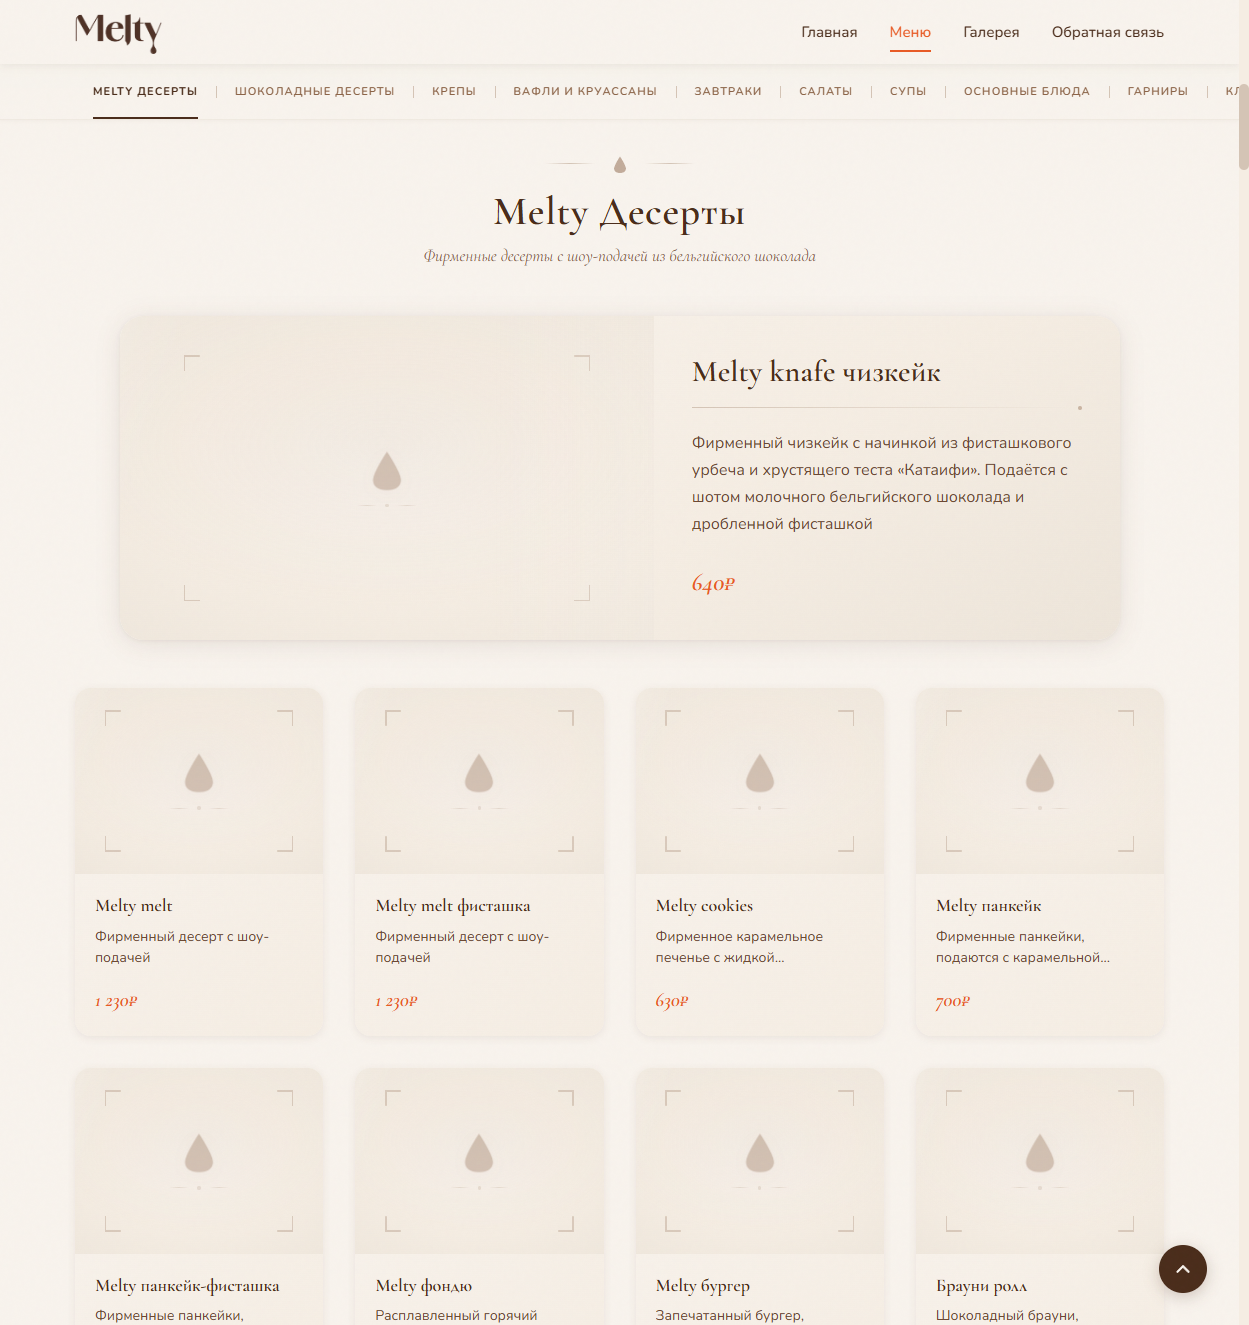 Melty
Главная Меню Галерея Обратная связь
MELTY ДЕСЕРТЫ | ШОКОЛАДНЫЕ ДЕСЕРТЫ | КРЕПЫ | ВАФЛИ И КРУАССАНЫ | ЗАВТРАКИ | САЛАТЫ | СУПЫ | ОСНОВНЫЕ БЛЮДА | ГАРНИРЫ |
Melty Десерты
Фирменные десерты с шоу-подачей из бельгийского шоколада
Melty knafe чизкейк
Фирменный чизкейк с начинкой из фисташкового
урбеча и хрустящего теста «Катаифи». Подаётся с
шотом молочного бельгийского шоколада и
дробленной фисташкой
640₽
Melty melt
Фирменный десерт с шоу-
подачей
1 230₽
Melty melt фисташка
Фирменный десерт с шоу-
подачей
1 230₽
Melty cookies
Фирменное карамельное
печенье с жидкой...
630₽
Melty панкейк
Фирменные панкейки,
подаются с карамельной...
700₽
Melty панкейк-фисташка
Фирменные панкейки,
Melty фондю
Расплавленный горячий
Melty бургер
Запечатанный бургер,
Брауни ролл
Шоколадный брауни,